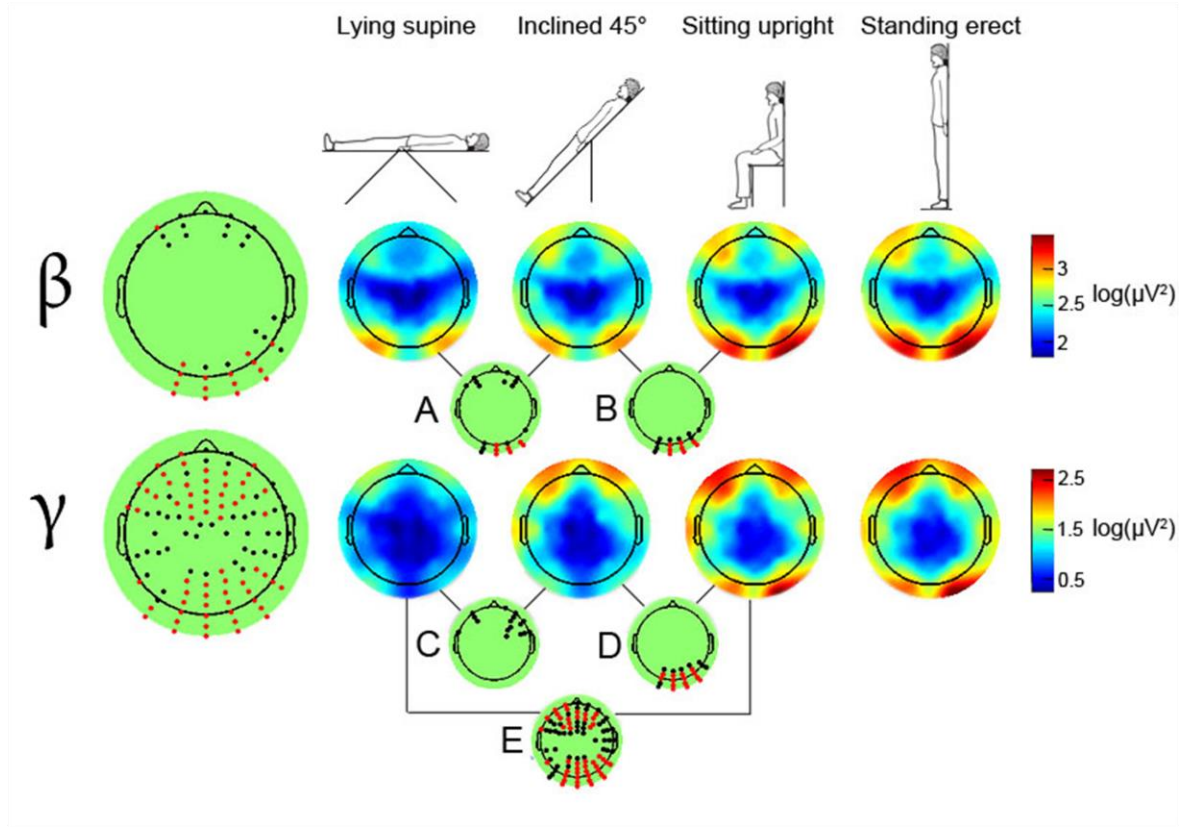 Lying supine Inclined 45° Sitting upright Standing erect
β
3
2.5 log(µV²)
2
A B
γ
2.5
1.5 log(µV²)
0.5
C D
E